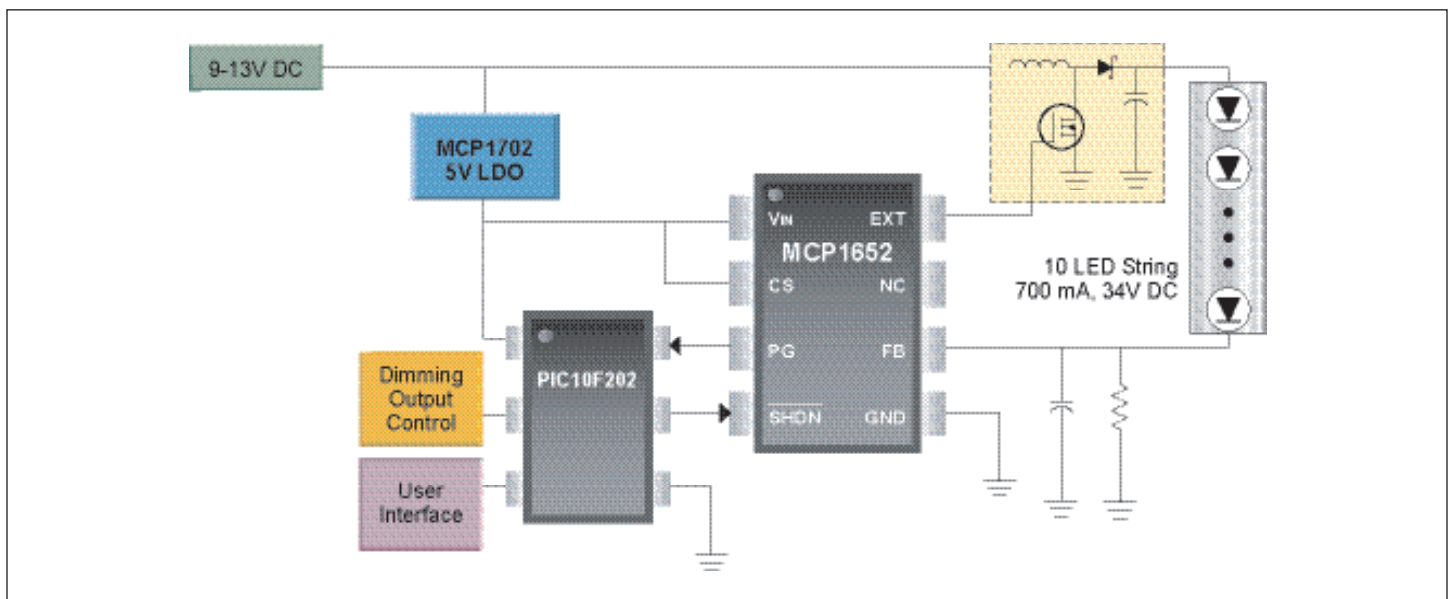 9-13V DC
MCP1702
5V LDO
VIN
EXT
MCP1652
CS
NC
PG
FB
SHDN
GND
10 LED String
700 mA, 34V DC
PIC10F202
Dimming
Output
Control
User
Interface